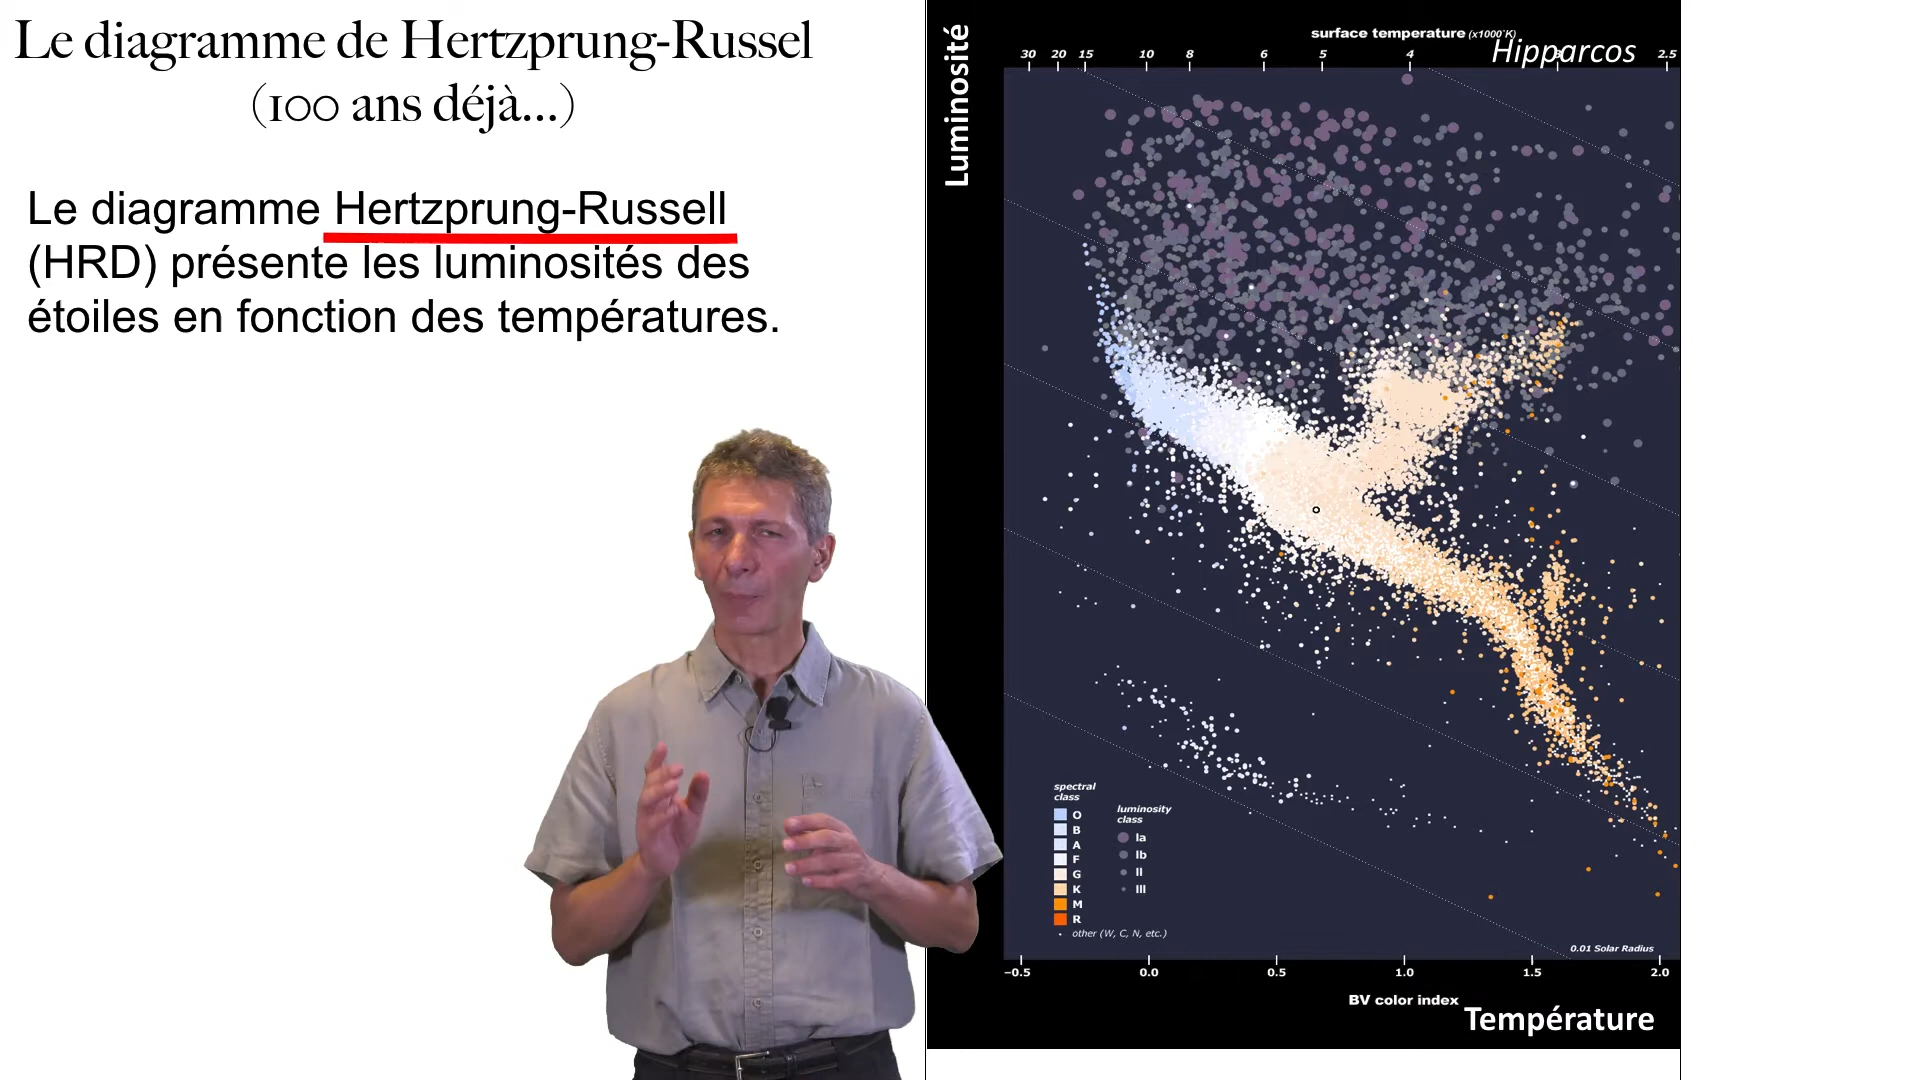 Le diagramme de Hertzprung-Russel
(100 ans déjà...)
Le diagramme Hertzprung-Russell
(HRD) présente les luminosités des
étoiles en fonction des températures.
Luminosité
surface temperature (x1000°K)
Hipparcos
30 20 15 10 8 6 5 4 3 2.5
spectral
class
O
B
A
F
G
K
M
R
other (W, C, N, etc.)
luminosity
class
Ia
Ib
II
III
0.01 Solar Radius
−0.5 0.0 0.5 1.0 1.5 2.0
BV color index
Température